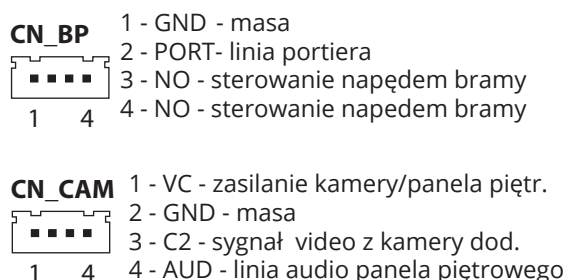 CN_BP
1 - GND - masa
2 - PORT- linia portiera
3 - NO - sterowanie napędem bramy
4 - NO - sterowanie napedem bramy
1 4
CN_CAM
1 - VC - zasilanie kamery/panela piętr.
2 - GND - masa
3 - C2 - sygnał video z kamery dod.
4 - AUD - linia audio panela piętrowego
1 4